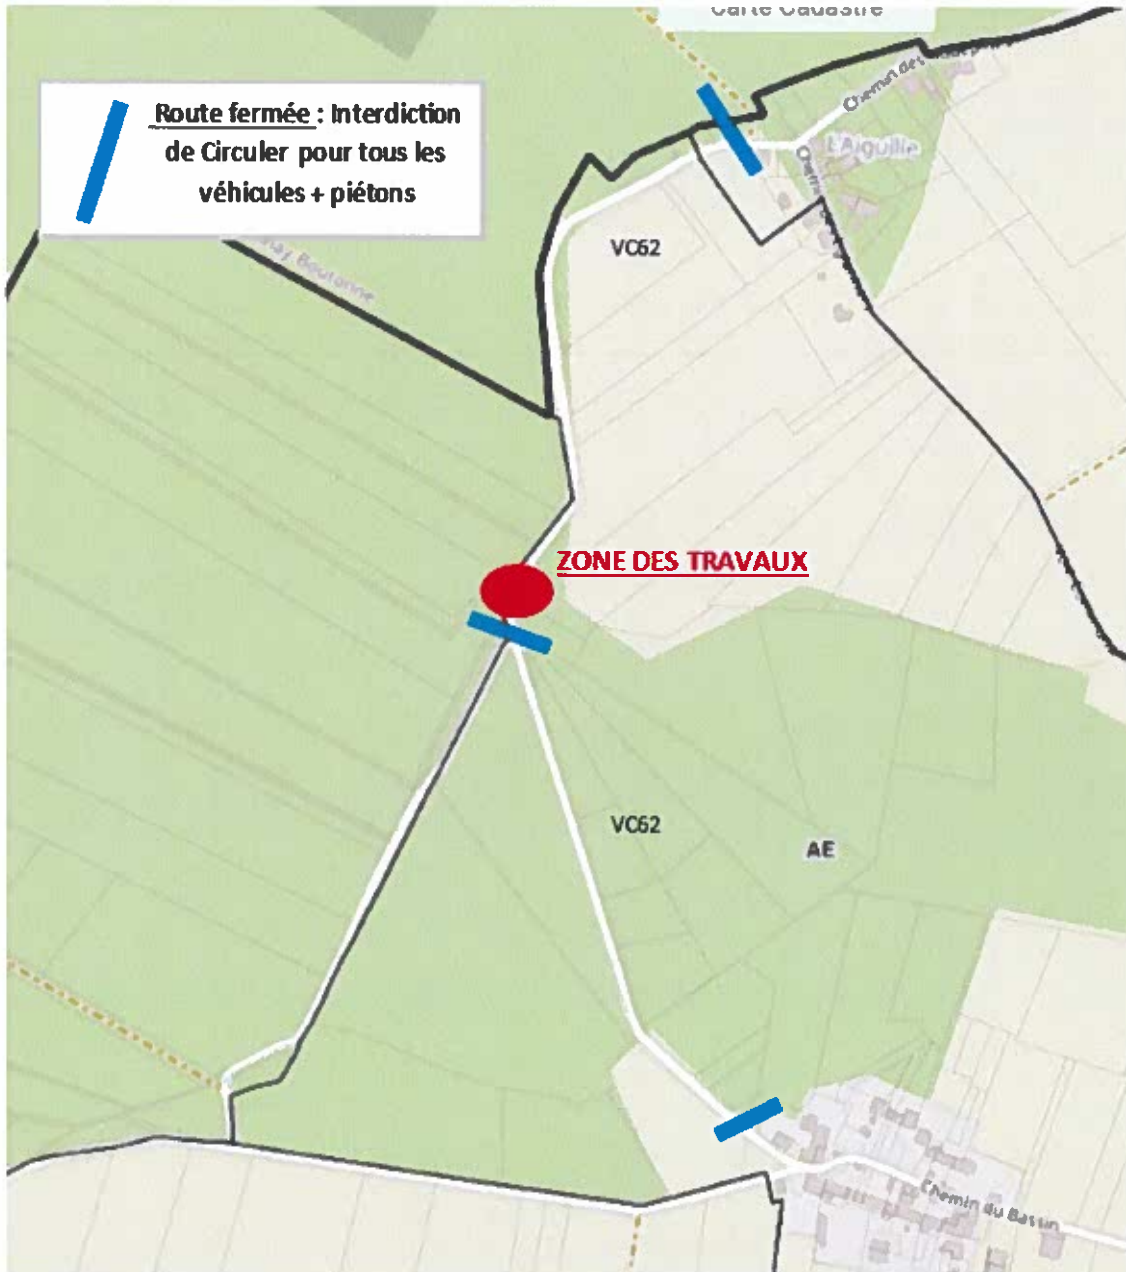 Carte Cadastre
Route fermée : Interdiction
de Circuler pour tous les
véhicules + piétons
Chemin des
L'Aiguille
VC62
Boutonne
ZONE DES TRAVAUX
VC62
AE
Chemin du Bassin